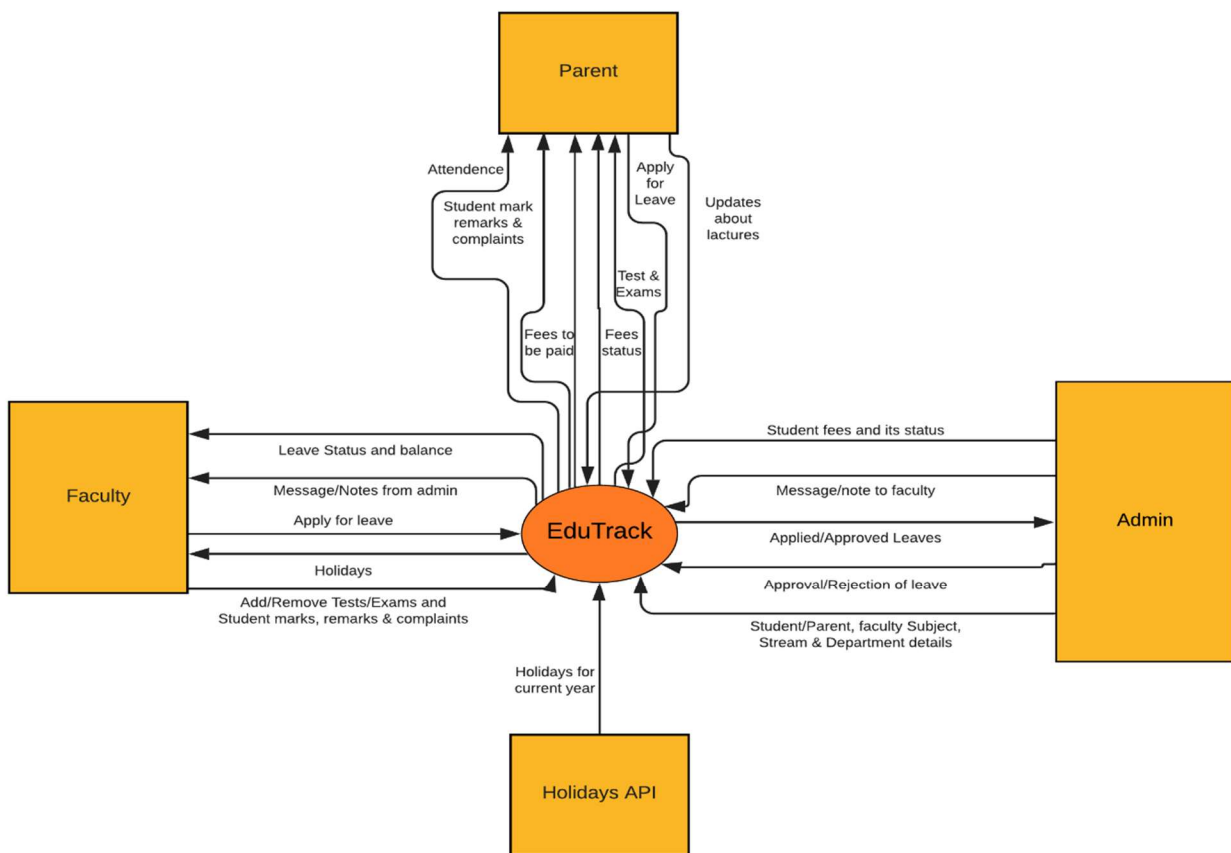 Parent
Attendence
Apply
for
Leave
Student mark
remarks &
complaints
Updates
about
lactures
Test &
Exams
Fees to
be paid
Fees
status
Faculty
Leave Status and balance
Message/Notes from admin
Apply for leave
Holidays
Add/Remove Tests/Exams and
Student marks, remarks & complaints
EduTrack
Student fees and its status
Message/note to faculty
Applied/Approved Leaves
Approval/Rejection of leave
Student/Parent, faculty Subject,
Stream & Department details
Admin
Holidays for
current year
Holidays API